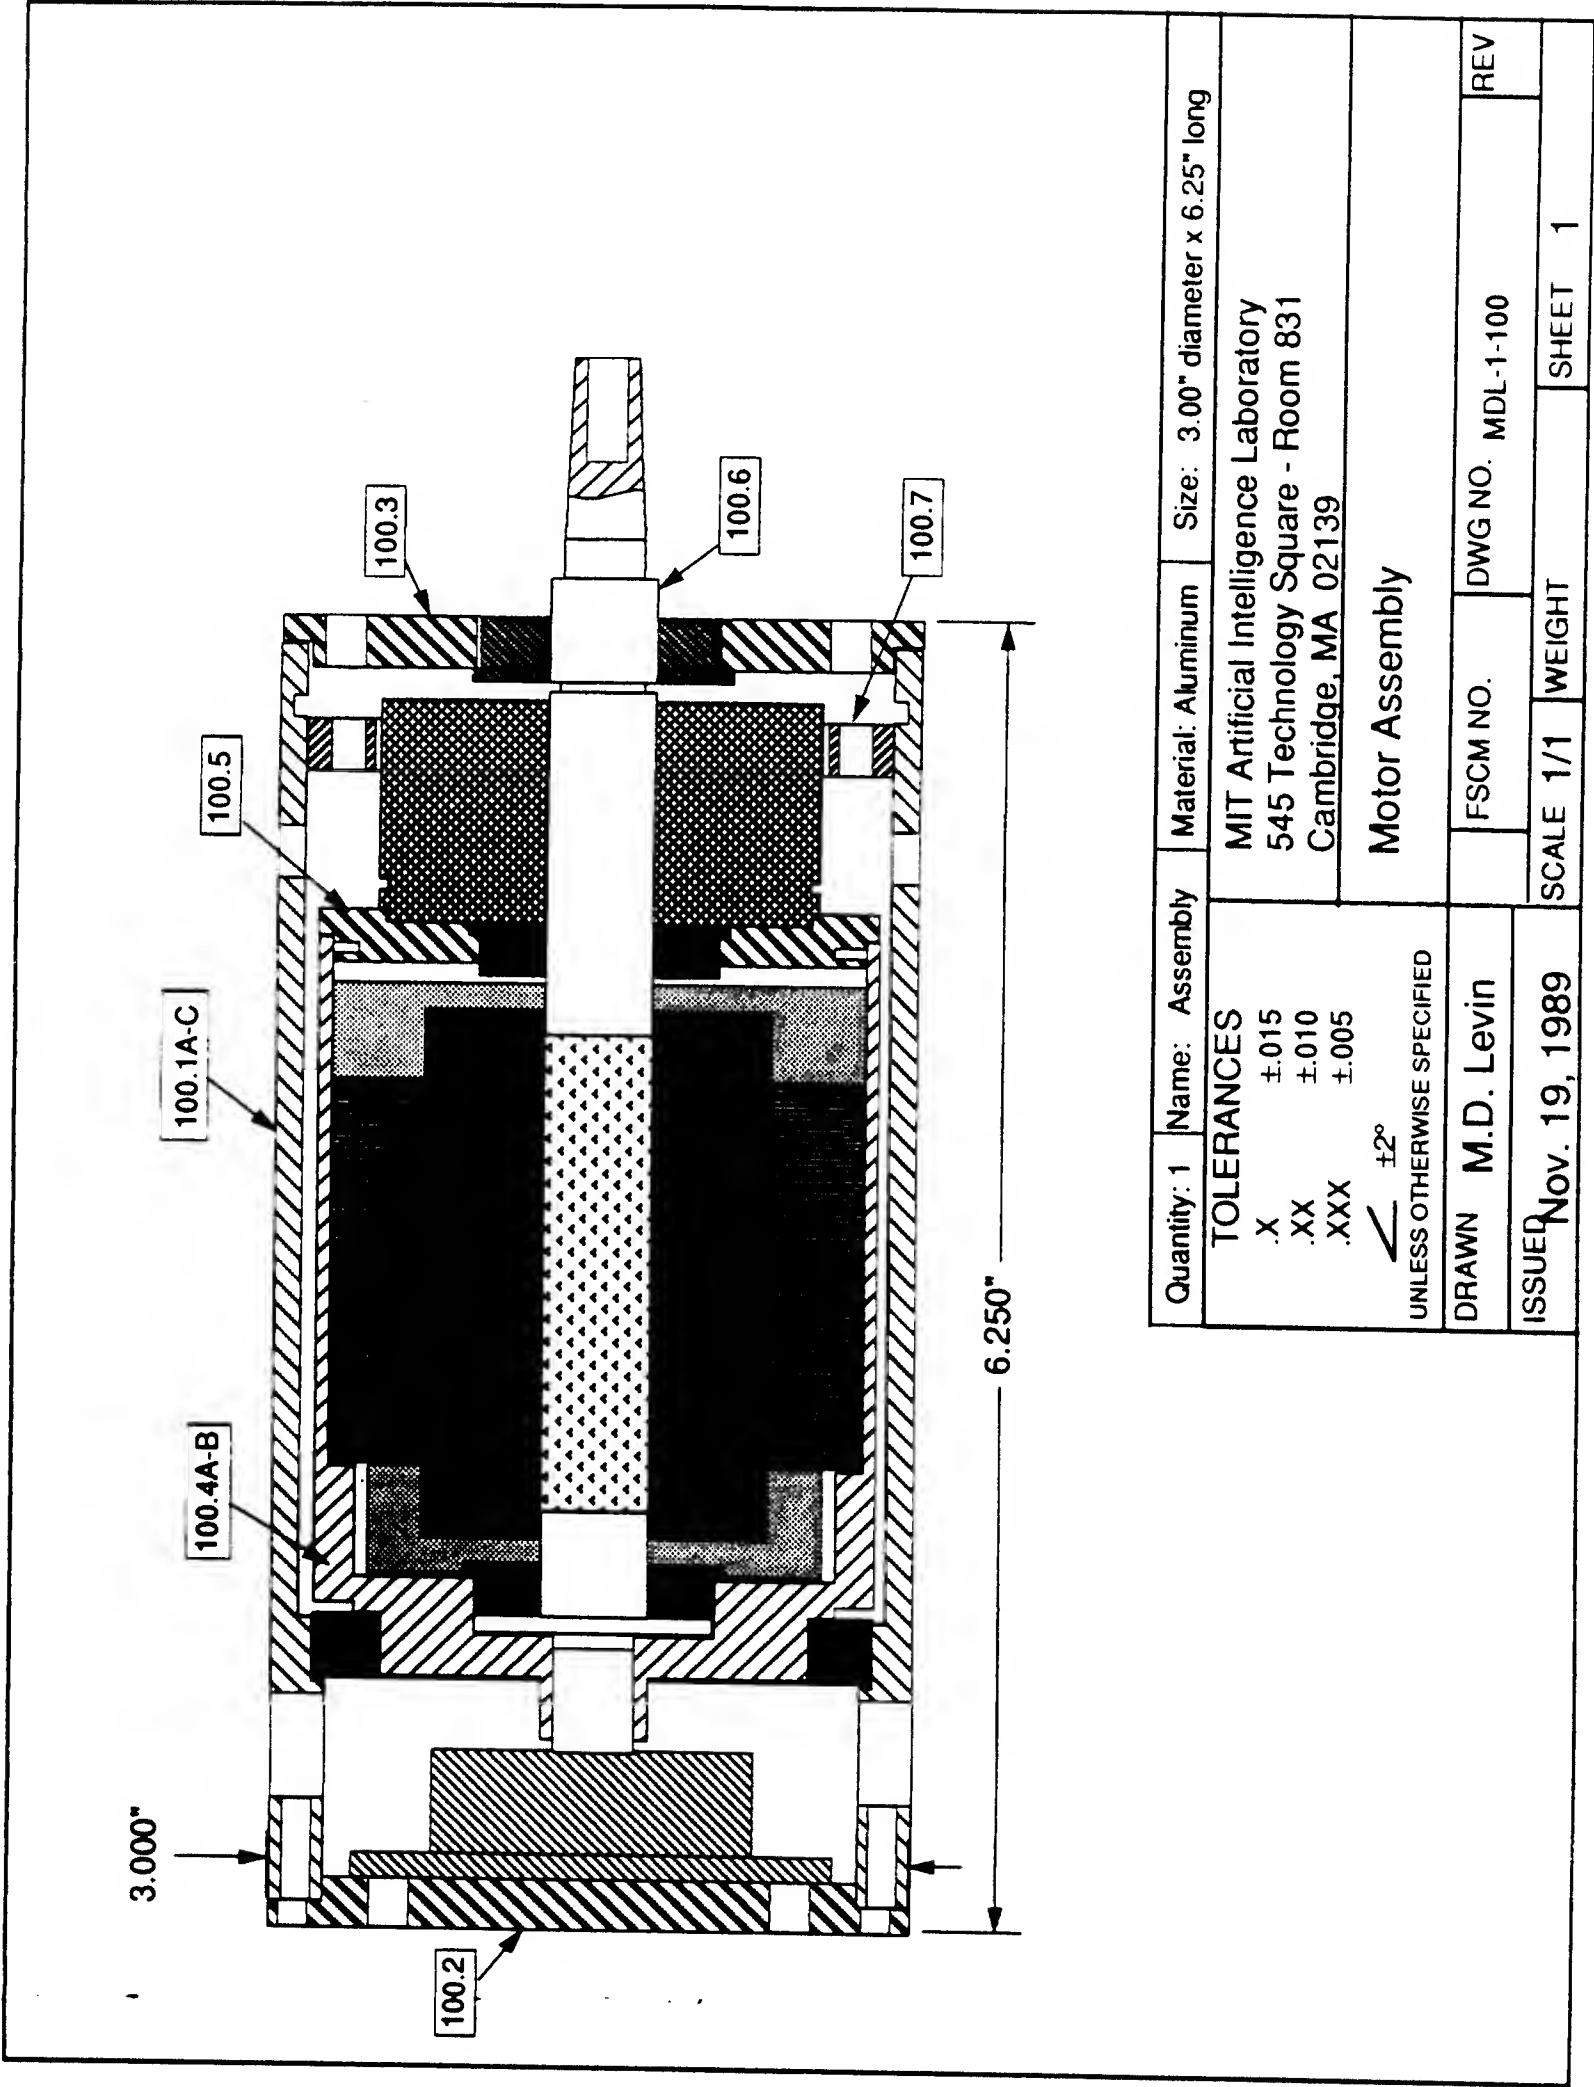 3.000"
100.2
100.4A-B
100.1A-C
100.5
100.3
100.6
100.7
6.250"
Quantity: 1 Name: Assembly Material: Aluminum Size: 3.00" diameter x 6.25" long
TOLERANCES
.X ±.015
.XX ±.010
.XXX ±.005
∠ ±2°
UNLESS OTHERWISE SPECIFIED
MIT Artificial Intelligence Laboratory
545 Technology Square - Room 831
Cambridge, MA 02139
Motor Assembly
DRAWN M.D. Levin
FSCM NO. DWG NO. MDL-1-100 REV
ISSUED Nov. 19, 1989
SCALE 1/1 WEIGHT SHEET 1